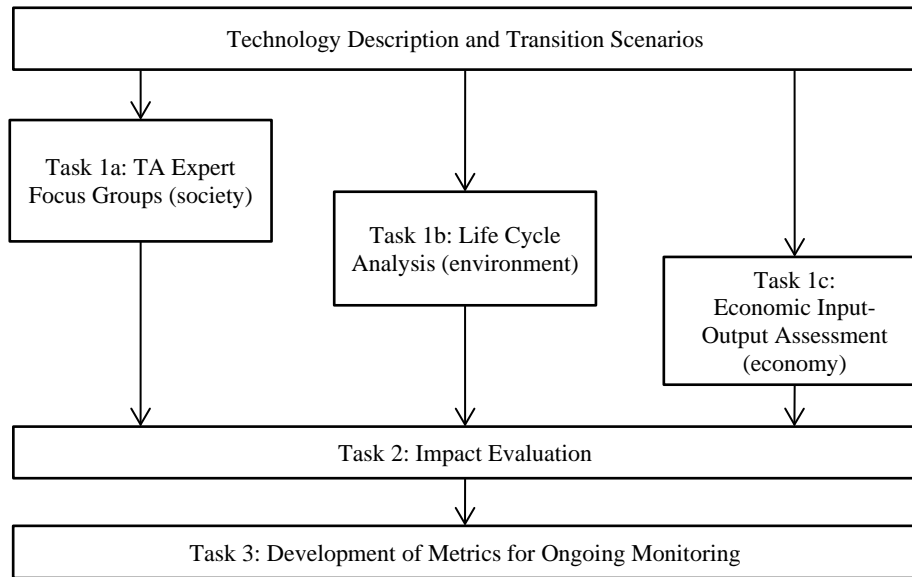 Technology Description and Transition Scenarios
Task 1a: TA Expert
Focus Groups (society)
Task 1b: Life Cycle
Analysis (environment)
Task 1c:
Economic Input-
Output Assessment
(economy)
Task 2: Impact Evaluation
Task 3: Development of Metrics for Ongoing Monitoring